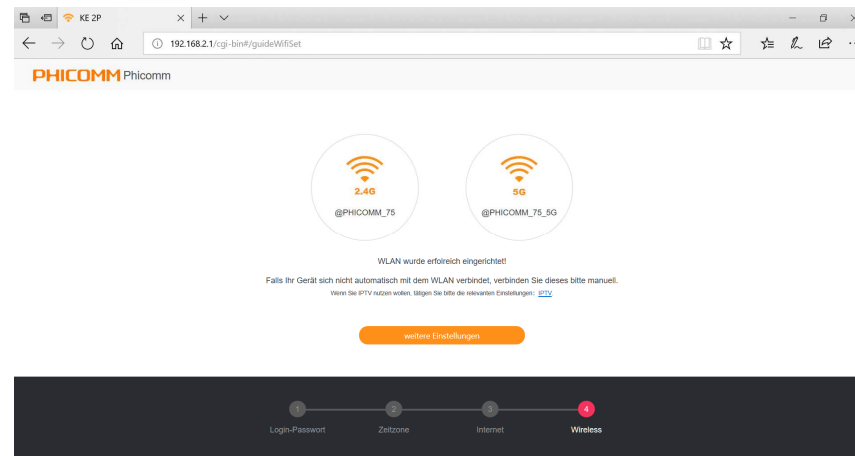 KE 2P
192.168.2.1/cgi-bin#/guideWifiSet
PHICOMM Phicomm
2.4G
@PHICOMM_75
5G
@PHICOMM_75_5G
WLAN wurde erfolreich eingerichtet!
Falls Ihr Gerät sich nicht automatisch mit dem WLAN verbindet, verbinden Sie dieses bitte manuell.
Wenn Sie IPTV nutzen wollen, tätigen Sie bitte die relevanten Einstellungen: IPTV
weitere Einstellungen
1 2 3 4
Login-Passwort Zeitzone Internet Wireless